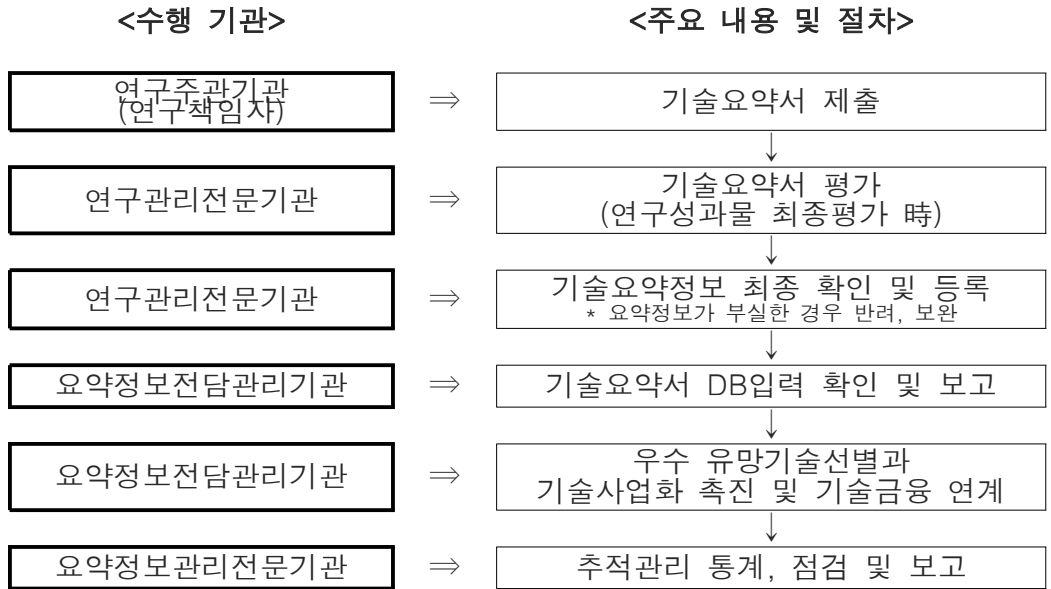 <수행 기관> <주요 내용 및 절차>
연구주관기관
(연구책임자)
⇒ 기술요약서 제출
↓
연구관리전문기관 ⇒ 기술요약서 평가
(연구성과물 최종평가 時)
↓
연구관리전문기관 ⇒ 기술요약정보 최종 확인 및 등록
* 요약정보가 부실한 경우 반려, 보완
↓
요약정보전담관리기관 ⇒ 기술요약서 DB입력 확인 및 보고
↓
요약정보전담관리기관 ⇒ 우수 유망기술선별과
기술사업화 촉진 및 기술금융 연계
↓
요약정보관리전문기관 ⇒ 추적관리 통계, 점검 및 보고